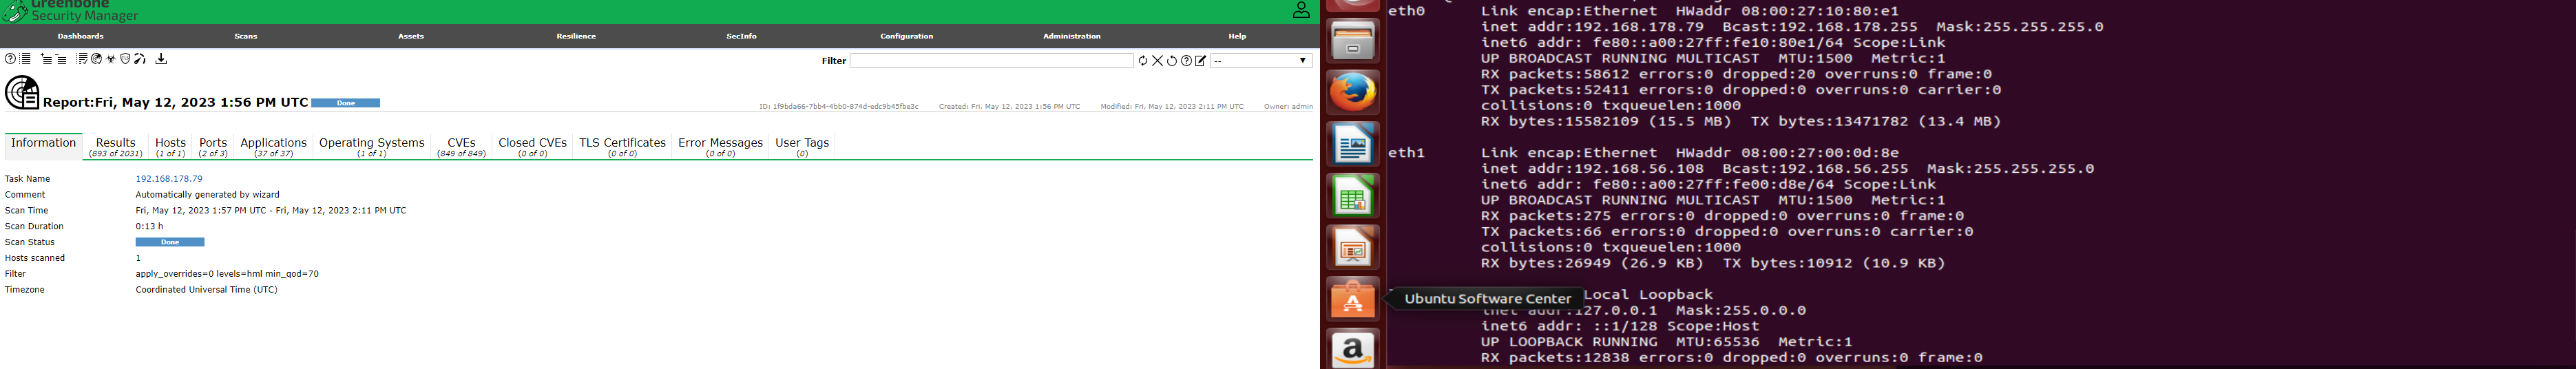 Greenbone
Security Manager
Dashboards Scans Assets Resilience SecInfo Configuration Administration Help
Filter --
Report:Fri, May 12, 2023 1:56 PM UTC Done
ID: 1f9bda66-7bb4-4bb0-874d-edc9b45fbe3c Created: Fri, May 12, 2023 1:56 PM UTC Modified: Fri, May 12, 2023 2:11 PM UTC Owner: admin
Information Results Hosts Ports Applications Operating Systems CVEs Closed CVEs TLS Certificates Error Messages User Tags
(893 of 2031) (1 of 1) (2 of 3) (37 of 37) (1 of 1) (849 of 849) (0 of 0) (0 of 0) (0 of 0) (0)
Task Name 192.168.178.79
Comment Automatically generated by wizard
Scan Time Fri, May 12, 2023 1:57 PM UTC - Fri, May 12, 2023 2:11 PM UTC
Scan Duration 0:13 h
Scan Status Done
Hosts scanned 1
Filter apply_overrides=0 levels=hml min_qod=70
Timezone Coordinated Universal Time (UTC)
eth0 Link encap:Ethernet HWaddr 08:00:27:10:80:e1
inet addr:192.168.178.79 Bcast:192.168.178.255 Mask:255.255.255.0
inet6 addr: fe80::a00:27ff:fe10:80e1/64 Scope:Link
UP BROADCAST RUNNING MULTICAST MTU:1500 Metric:1
RX packets:58612 errors:0 dropped:20 overruns:0 frame:0
TX packets:52411 errors:0 dropped:0 overruns:0 carrier:0
collisions:0 txqueuelen:1000
RX bytes:15582109 (15.5 MB) TX bytes:13471782 (13.4 MB)
eth1 Link encap:Ethernet HWaddr 08:00:27:00:0d:8e
inet addr:192.168.56.108 Bcast:192.168.56.255 Mask:255.255.255.0
inet6 addr: fe80::a00:27ff:fe00:d8e/64 Scope:Link
UP BROADCAST RUNNING MULTICAST MTU:1500 Metric:1
RX packets:275 errors:0 dropped:0 overruns:0 frame:0
TX packets:66 errors:0 dropped:0 overruns:0 carrier:0
collisions:0 txqueuelen:1000
RX bytes:26949 (26.9 KB) TX bytes:10912 (10.9 KB)
Local Loopback
Ubuntu Software Center
inet addr:127.0.0.1 Mask:255.0.0.0
inet6 addr: ::1/128 Scope:Host
UP LOOPBACK RUNNING MTU:65536 Metric:1
RX packets:12838 errors:0 dropped:0 overruns:0 frame:0